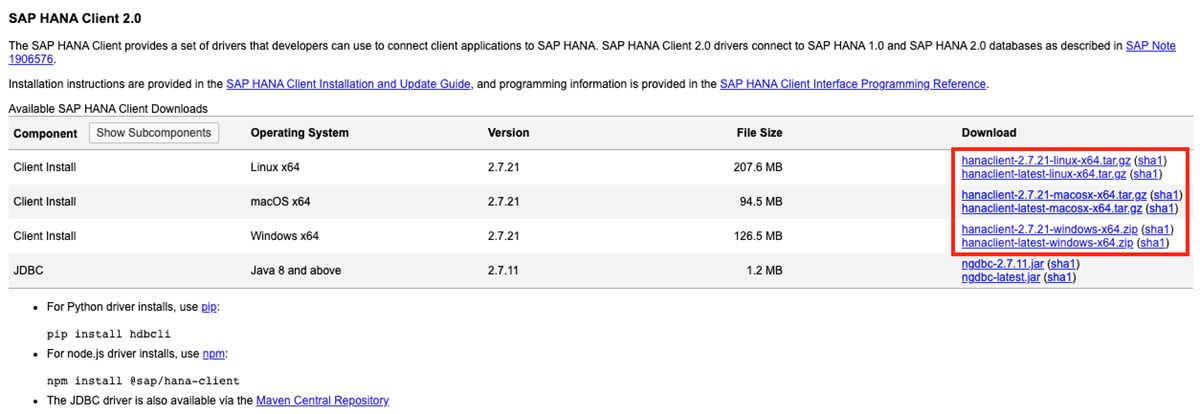 SAP HANA Client 2.0
The SAP HANA Client provides a set of drivers that developers can use to connect client applications to SAP HANA. SAP HANA Client 2.0 drivers connect to SAP HANA 1.0 and SAP HANA 2.0 databases as described in SAP Note
1906576.
Installation instructions are provided in the SAP HANA Client Installation and Update Guide, and programming information is provided in the SAP HANA Client Interface Programming Reference.
Available SAP HANA Client Downloads
Component Show Subcomponents Operating System Version File Size Download
Client Install Linux x64 2.7.21 207.6 MB hanaclient-2.7.21-linux-x64.tar.gz (sha1)
hanaclient-latest-linux-x64.tar.gz (sha1)
Client Install macOS x64 2.7.21 94.5 MB hanaclient-2.7.21-macosx-x64.tar.gz (sha1)
hanaclient-latest-macosx-x64.tar.gz (sha1)
Client Install Windows x64 2.7.21 126.5 MB hanaclient-2.7.21-windows-x64.zip (sha1)
hanaclient-latest-windows-x64.zip (sha1)
JDBC Java 8 and above 2.7.11 1.2 MB ngdbc-2.7.11.jar (sha1)
ngdbc-latest.jar (sha1)
• For Python driver installs, use pip:
pip install hdbcli
• For node.js driver installs, use npm:
npm install @sap/hana-client
• The JDBC driver is also available via the Maven Central Repository